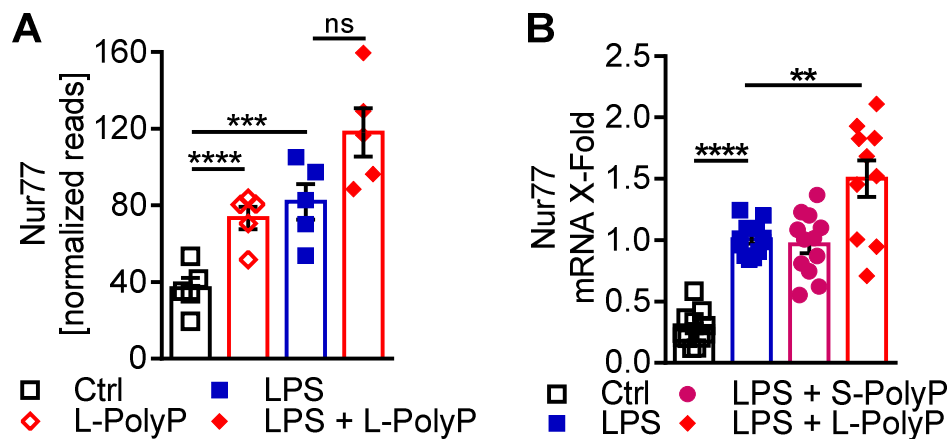 A
Nur77
[normalized reads]
160
120
80
40
0
ns
***
****
Ctrl
LPS
L-PolyP
LPS + L-PolyP
B
Nur77
mRNA X-Fold
2.5
2.0
1.5
1.0
0.5
0.0
**
****
Ctrl
LPS + S-PolyP
LPS
LPS + L-PolyP